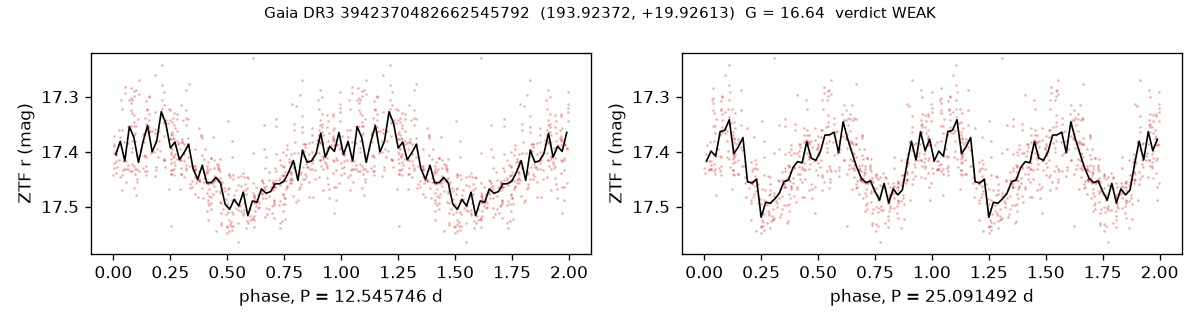 Gaia DR3 3942370482662545792 (193.92372, +19.92613) G = 16.64 verdict WEAK
ZTF r (mag)
17.3
17.4
17.5
0.00 0.25 0.50 0.75 1.00 1.25 1.50 1.75 2.00
phase, P = 12.545746 d
ZTF r (mag)
17.3
17.4
17.5
0.00 0.25 0.50 0.75 1.00 1.25 1.50 1.75 2.00
phase, P = 25.091492 d